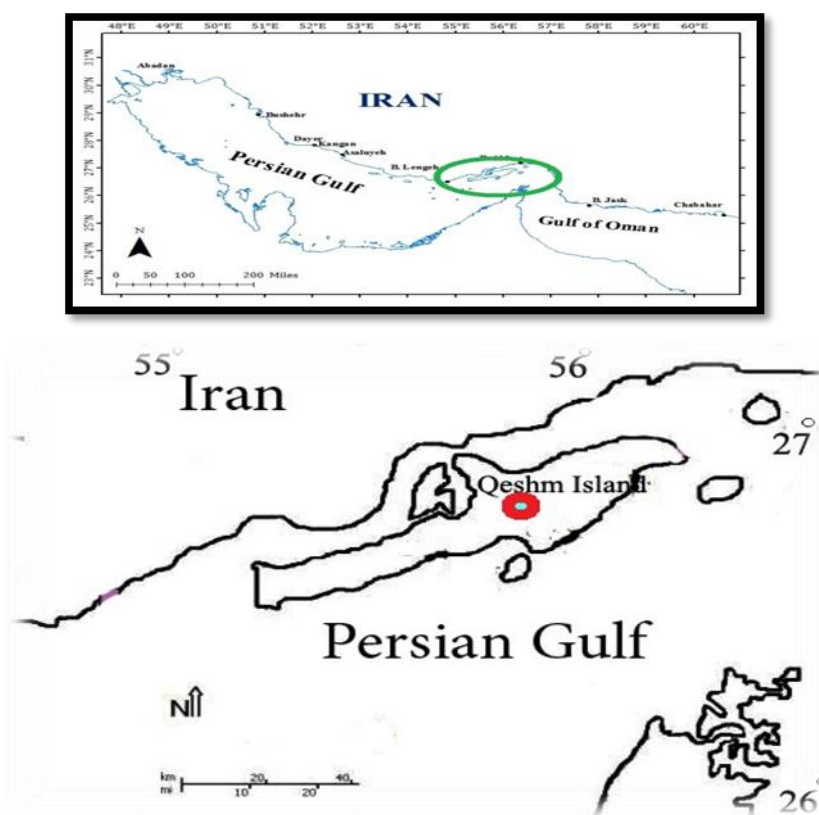 48°E 49°E 50°E 51°E 52°E 53°E 54°E 55°E 56°E 57°E 58°E 59°E 60°E
31°N
30°N
29°N
28°N
27°N
26°N
25°N
24°N
23°N
Abadan
IRAN
Bushehr
Dayer
Kangan
Asaluyeh
B. Lengeh
Persian Gulf
B. Jask
Chabahar
Gulf of Oman
N
0 50 100 200 Miles
55° 56°
Iran
27°
Qeshm Island
Persian Gulf
N
km 20 40
mi 10 20
26